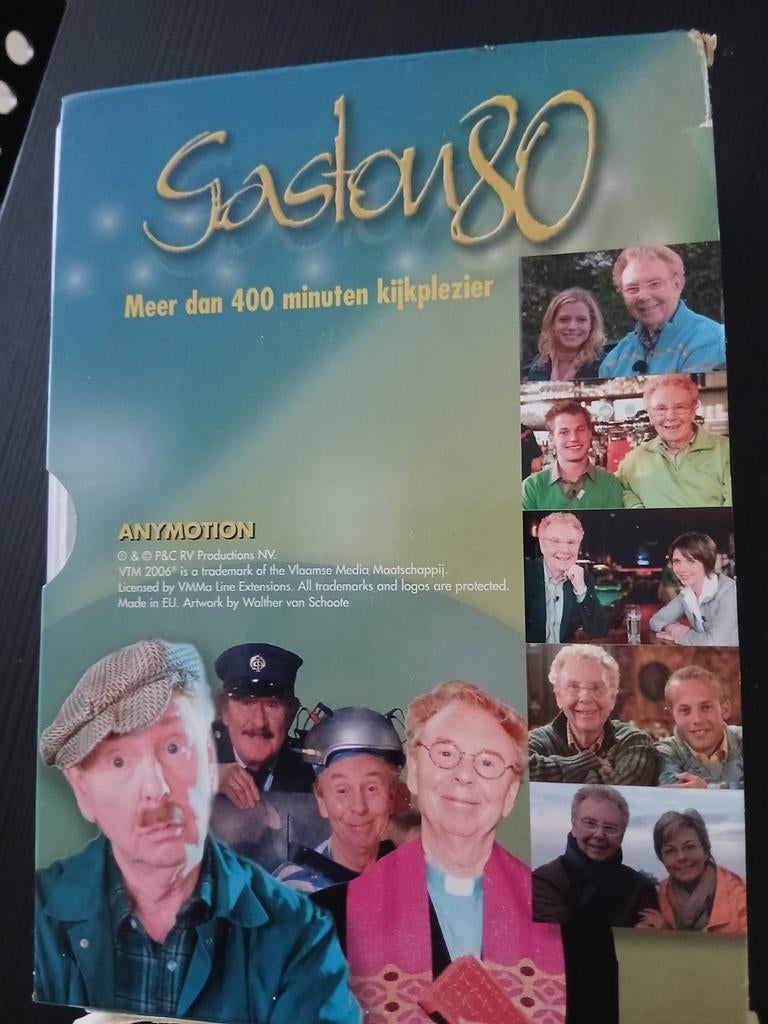 Gaston80
Meer dan 400 minuten kijkplezier
ANYMOTION
℗ & © P&C RV Productions NV.
VTM 2006® is a trademark of the Vlaamse Media Maatschappij.
Licensed by VMMa Line Extensions. All trademarks and logos are protected.
Made in EU. Artwork by Walther van Schoote